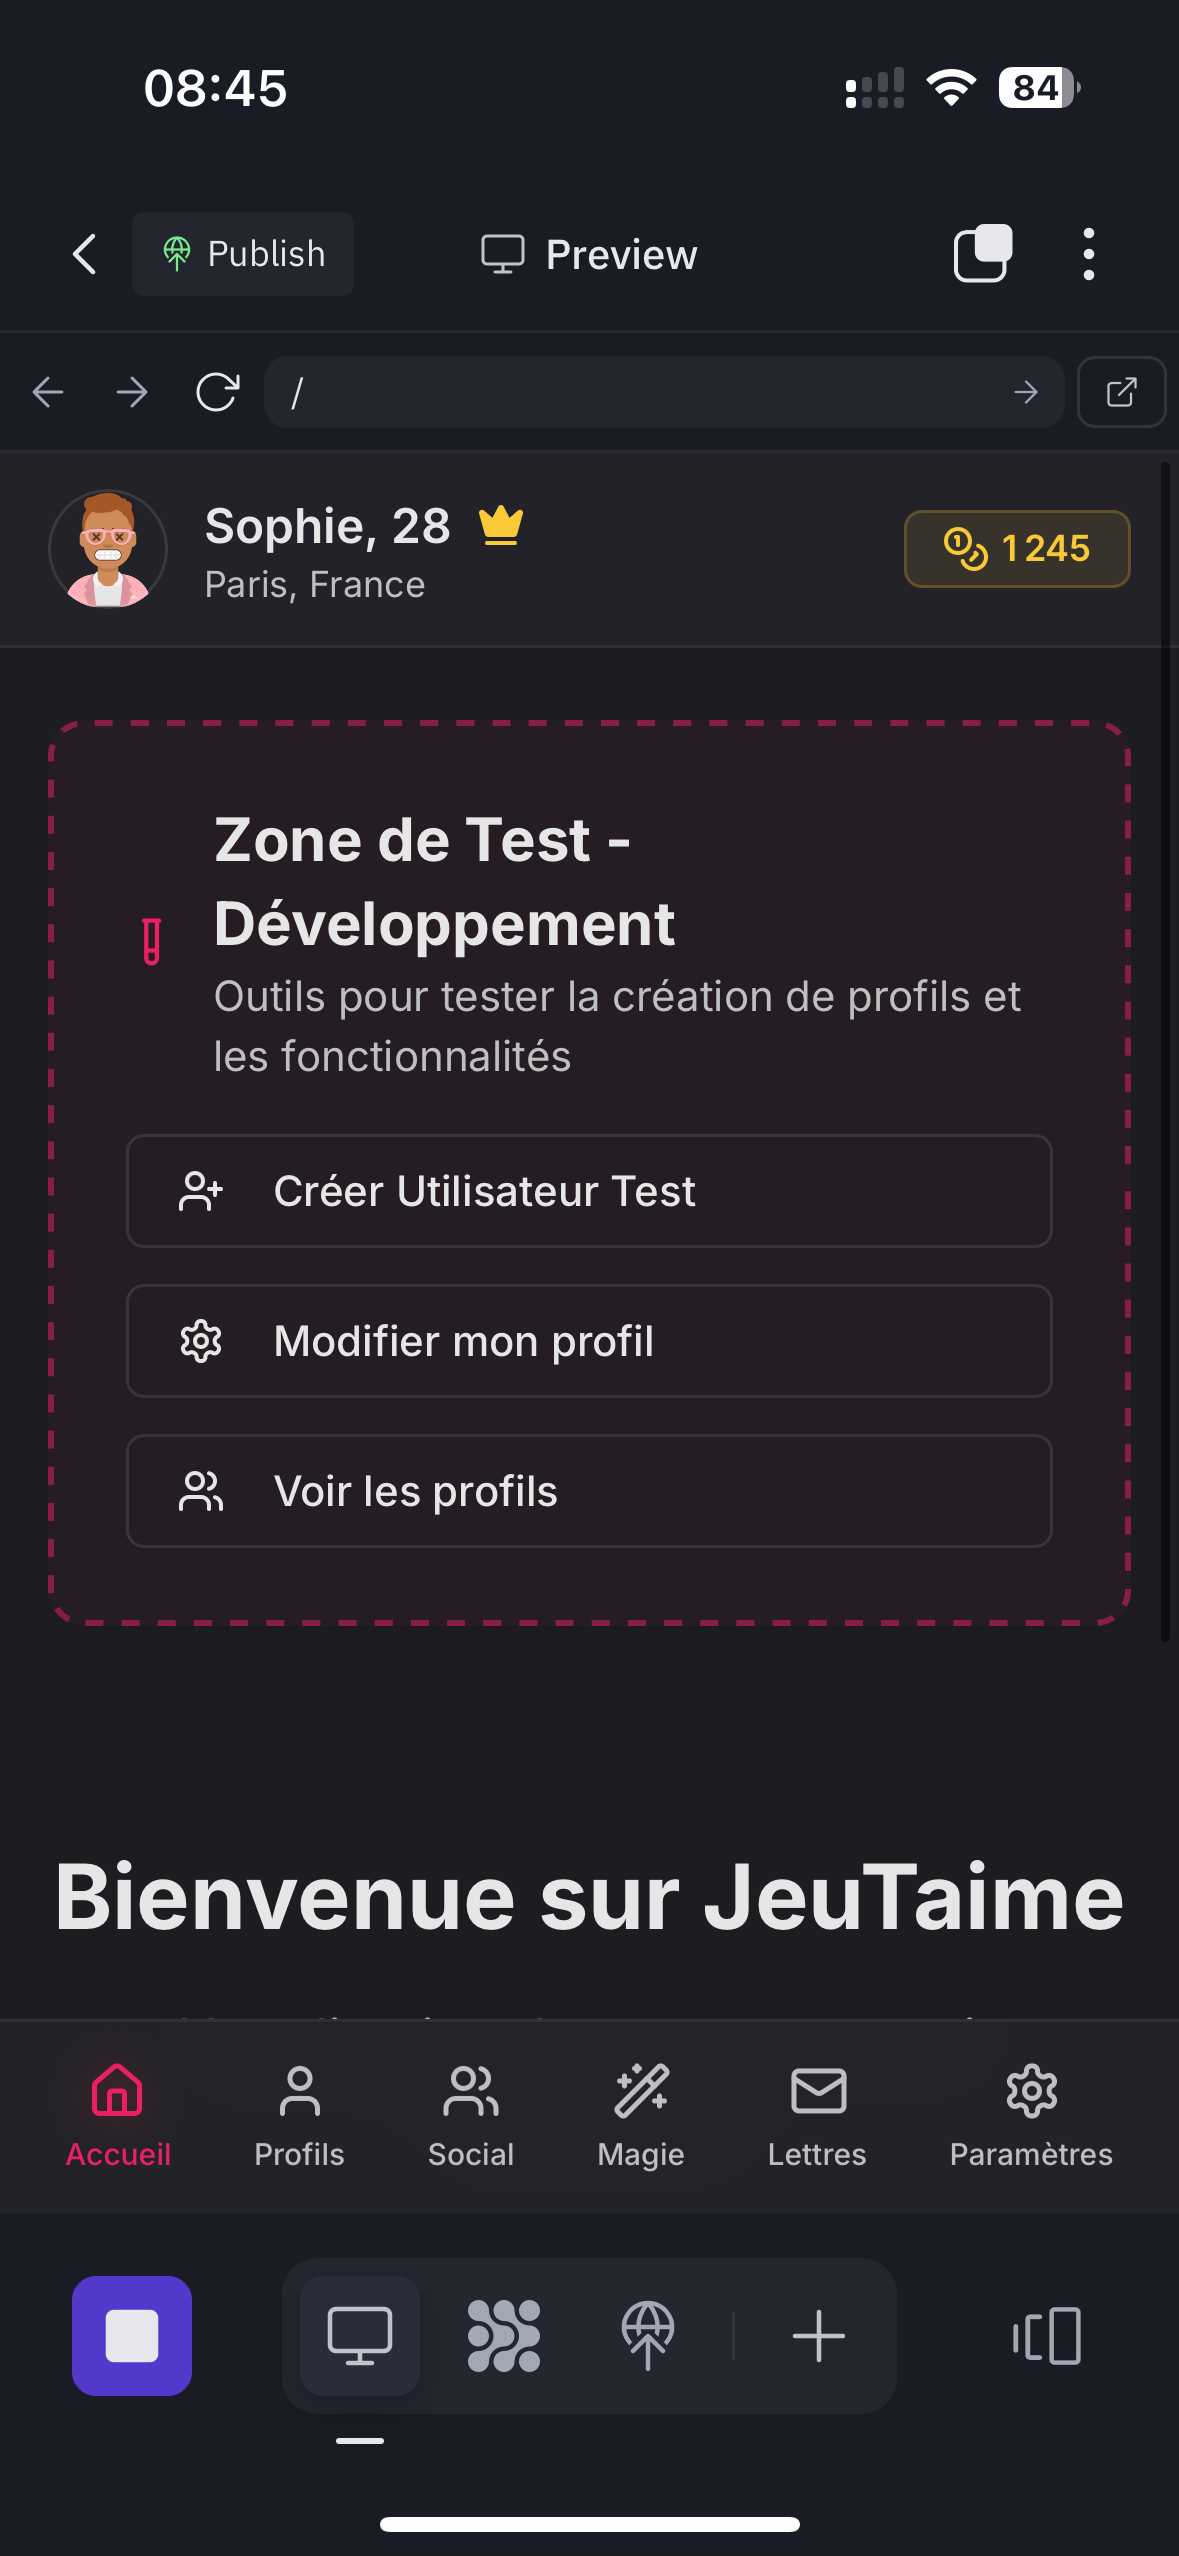 08:45
84
Publish
Preview
/
Sophie, 28
Paris, France
1 245
Zone de Test -
Développement
Outils pour tester la création de profils et
les fonctionnalités
Créer Utilisateur Test
Modifier mon profil
Voir les profils
Bienvenue sur JeuTaime
Accueil
Profils
Social
Magie
Lettres
Paramètres